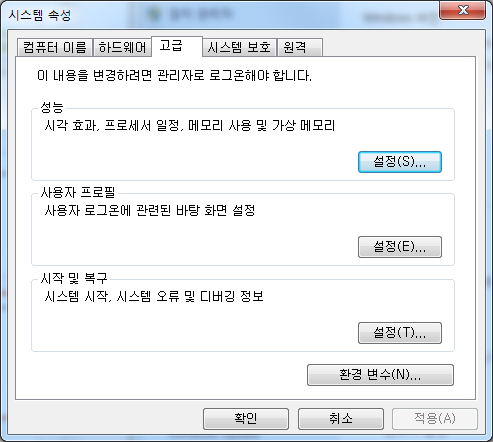 시스템 속성
컴퓨터 이름
하드웨어
고급
시스템 보호
원격
이 내용을 변경하려면 관리자로 로그온해야 합니다.
성능
시각 효과, 프로세서 일정, 메모리 사용 및 가상 메모리
설정(S)...
사용자 프로필
사용자 로그온에 관련된 바탕 화면 설정
설정(E)...
시작 및 복구
시스템 시작, 시스템 오류 및 디버깅 정보
설정(T)...
환경 변수(N)...
확인
취소
적용(A)